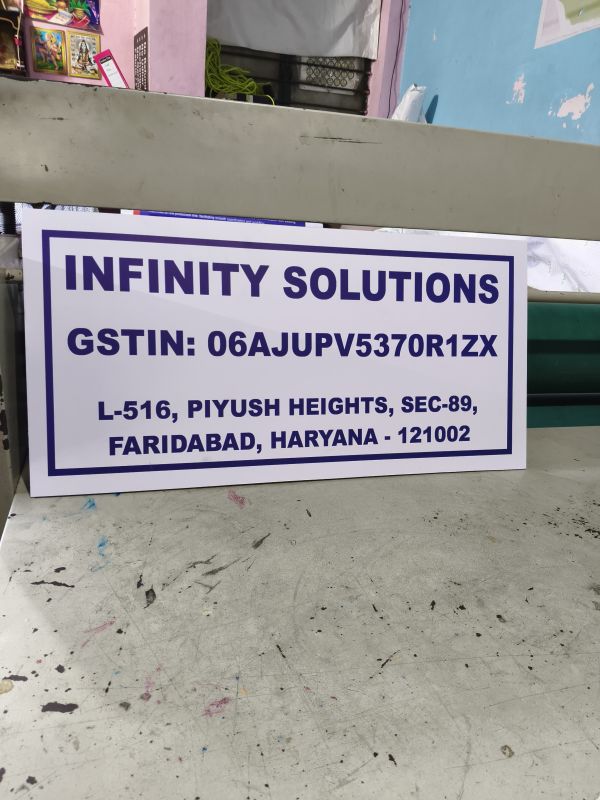 INFINITY SOLUTIONS
GSTIN: 06AJUPV5370R1ZX
L-516, PIYUSH HEIGHTS, SEC-89,
FARIDABAD, HARYANA - 121002